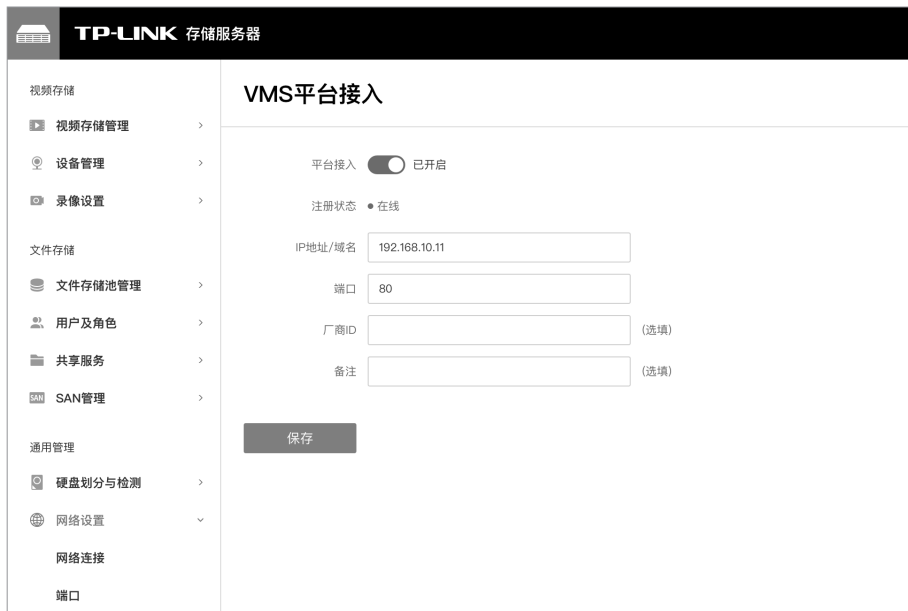 TP-LINK 存储服务器
视频存储
视频存储管理
设备管理
录像设置
文件存储
文件存储池管理
用户及角色
共享服务
SAN SAN管理
通用管理
硬盘划分与检测
网络设置
网络连接
端口
VMS平台接入
平台接入 已开启
注册状态 在线
IP地址/域名 192.168.10.11
端口 80
厂商ID (选填)
备注 (选填)
保存